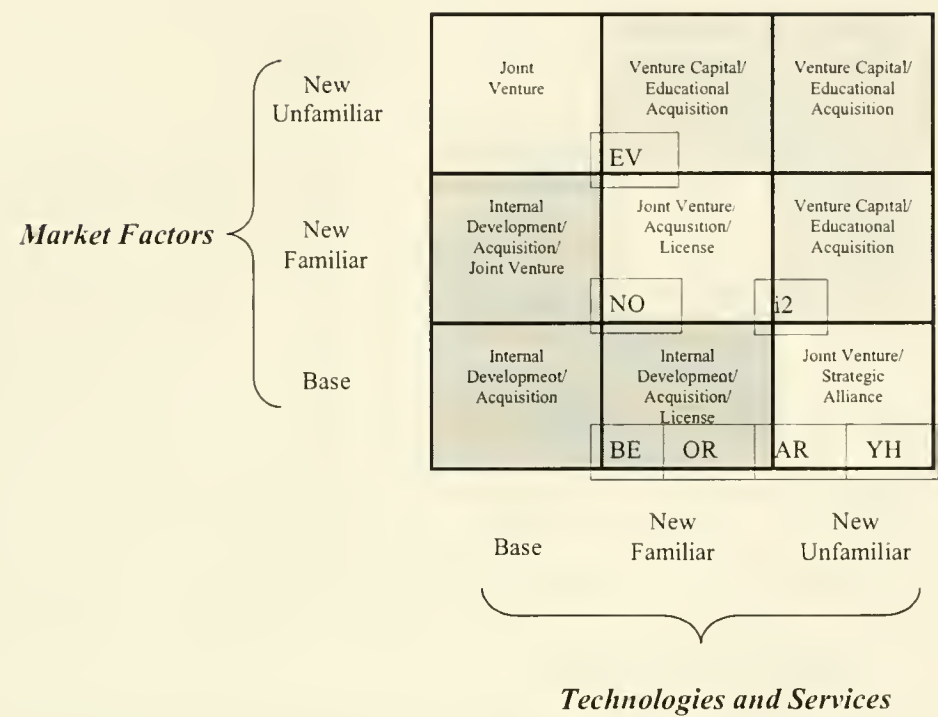 Joint
Venture
Venture Capital/
Educational
Acquisition
Venture Capital/
Educational
Acquisition
New
Unfamiliar
EV
Market Factors
New
Familiar
Internal
Development/
Acquisition/
Joint Venture
Joint Venture/
Acquisition/
License
Venture Capital/
Educational
Acquisition
NO
i2
Base
Internal
Development/
Acquisition
Internal
Development/
Acquisition/
License
Joint Venture/
Strategic
Alliance
BE
OR
AR
YH
Base
New
Familiar
New
Unfamiliar
Technologies and Services